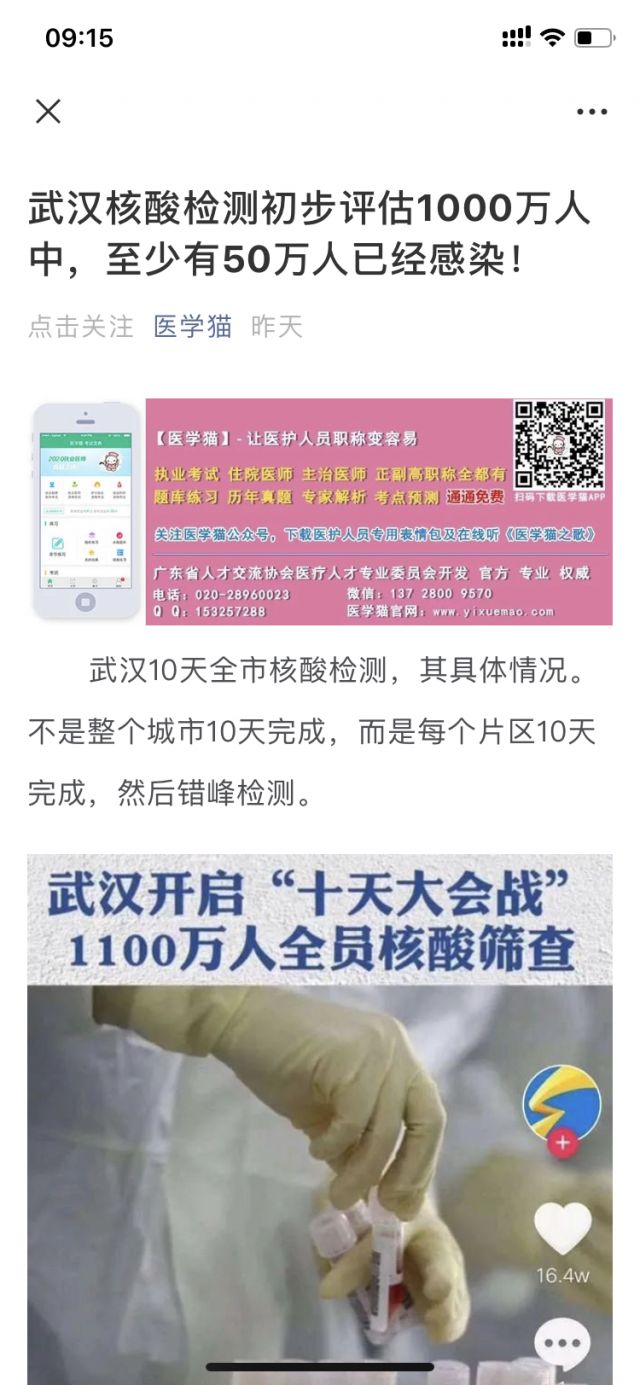 09:15
武汉核酸检测初步评估1000万人
中，至少有50万人已经感染！
点击关注 医学猫 昨天
【医学猫】- 让医护人员职称变容易
执业考试 住院医师 主治医师 正副高职称全都有
题库练习 历年真题 专家解析 考点预测 通通免费
扫码下载医学猫APP
关注医学猫公众号，下载医护人员专用表情包及在线听《医学猫之歌》
广东省人才交流协会医疗人才专业委员会开发 官方 专业 权威
电话：020-28960023 微信：137 2800 9570
Q Q：153257288 医学猫官网：www.yixuemao.com
武汉10天全市核酸检测，其具体情况。
不是整个城市10天完成，而是每个片区10天
完成，然后错峰检测。
武汉开启“十天大会战”
1100万人全员核酸筛查
16.4w